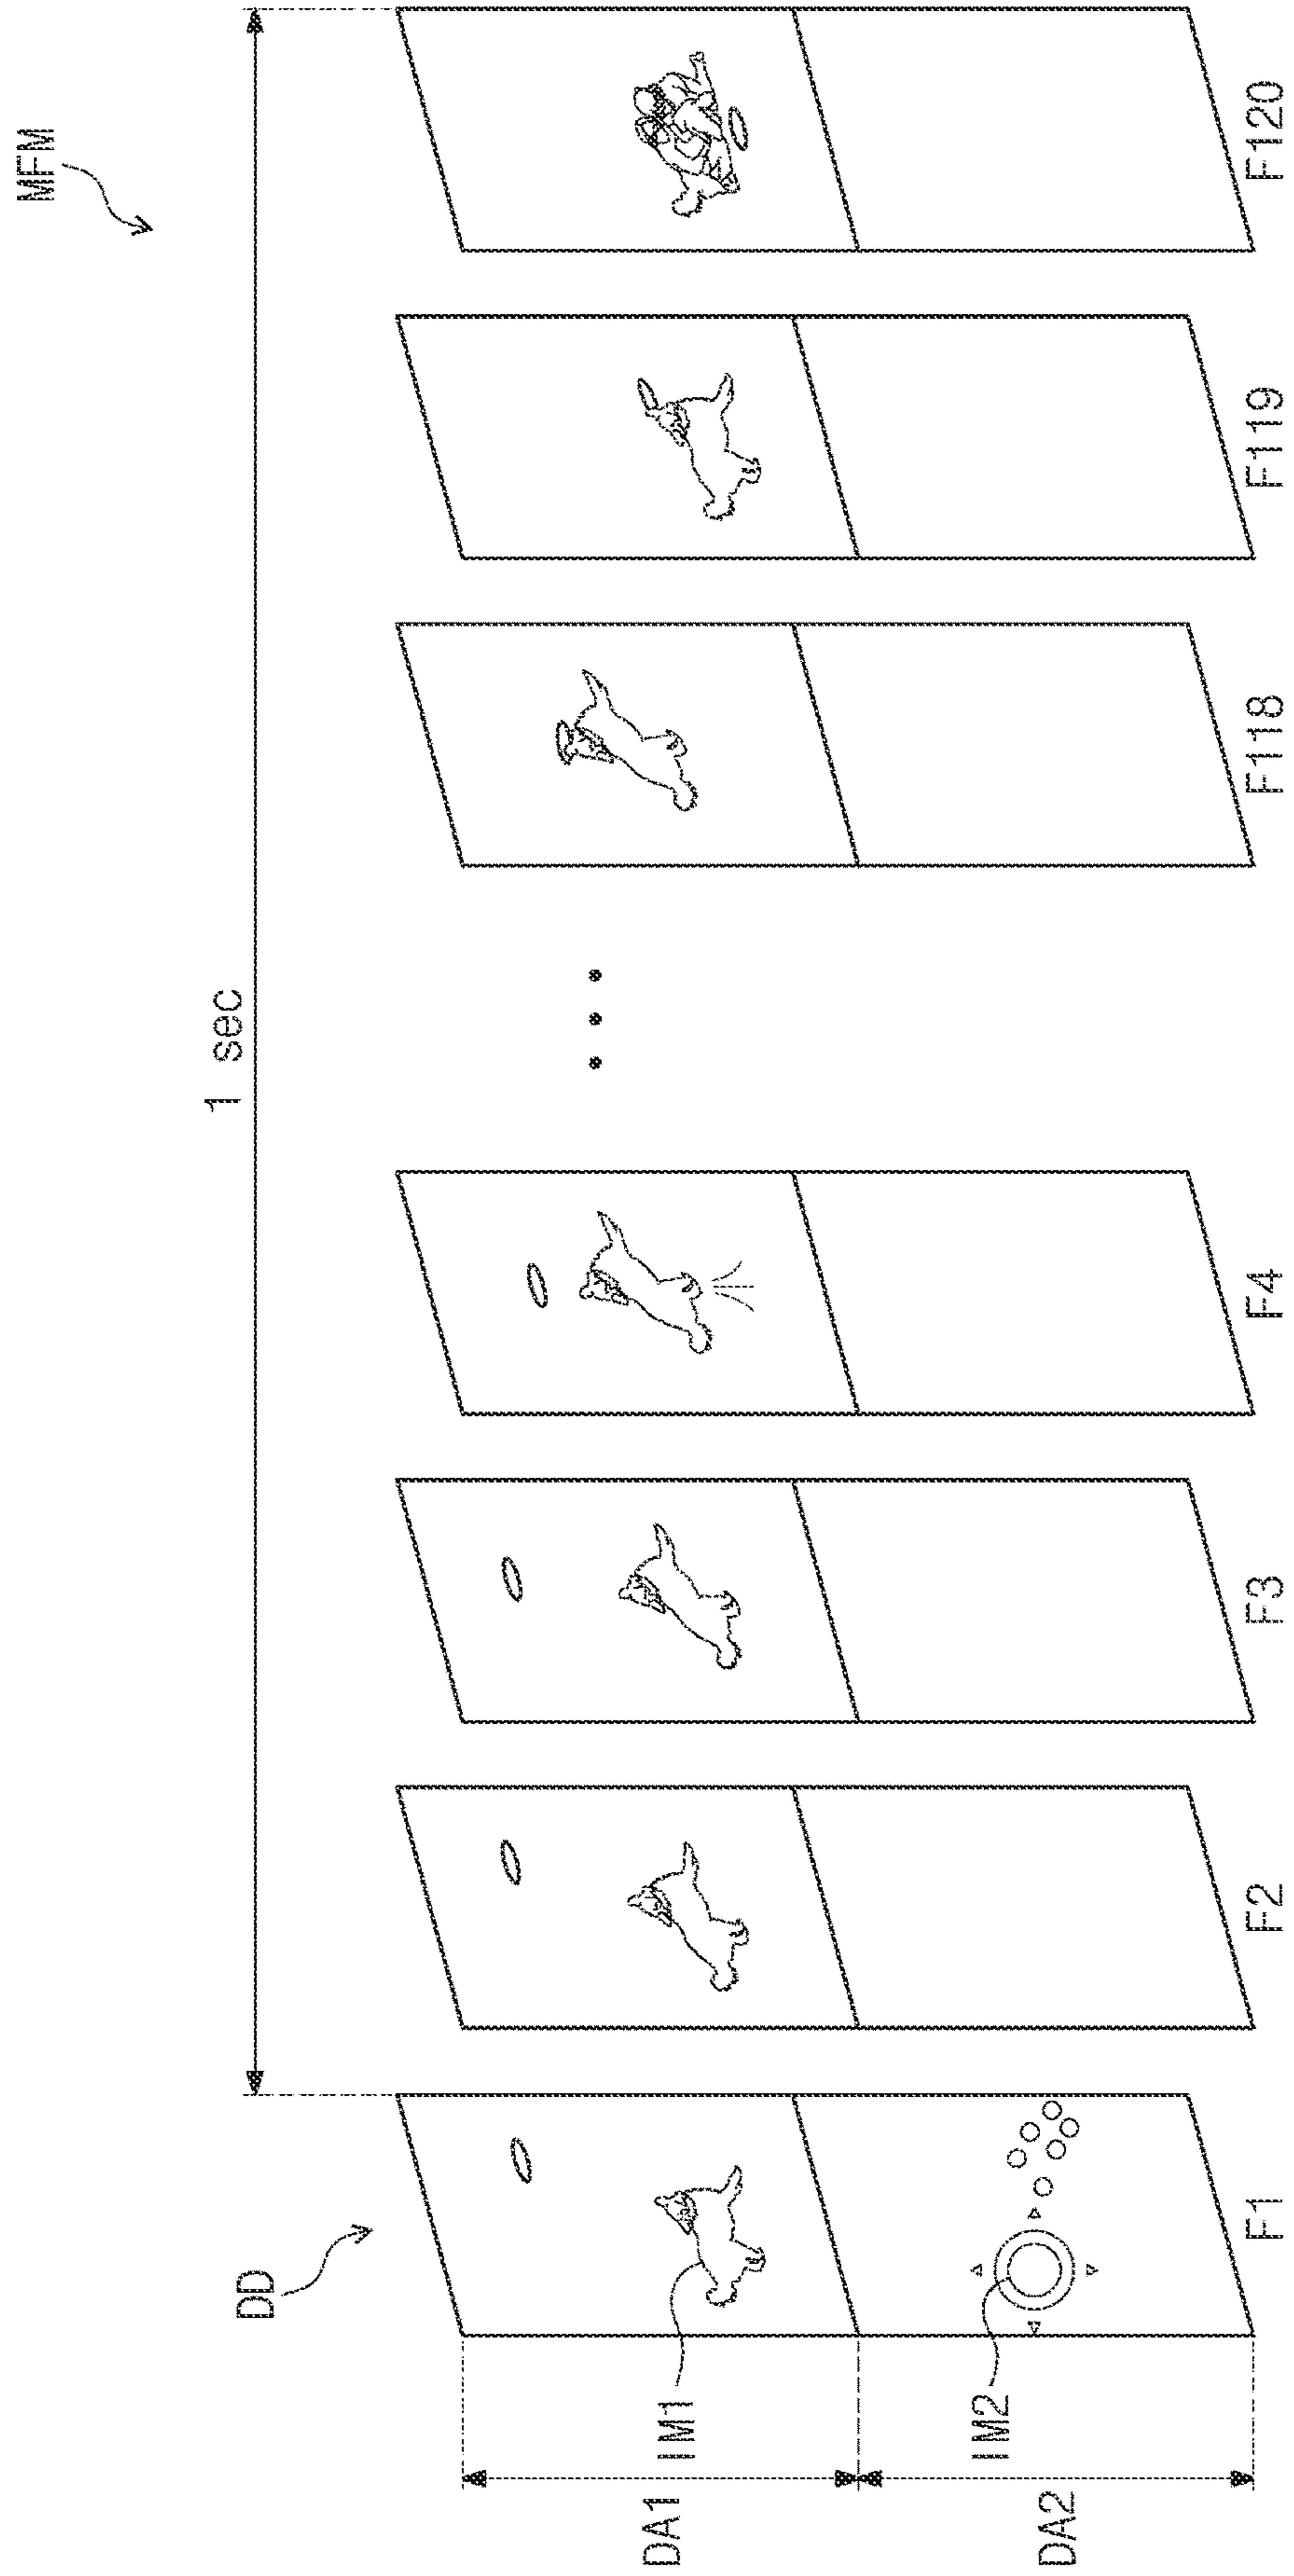 MFM
1 sec
DD
DA1
IM1
DA2
IM2
F1
F2
F3
F4
F118
F119
F120